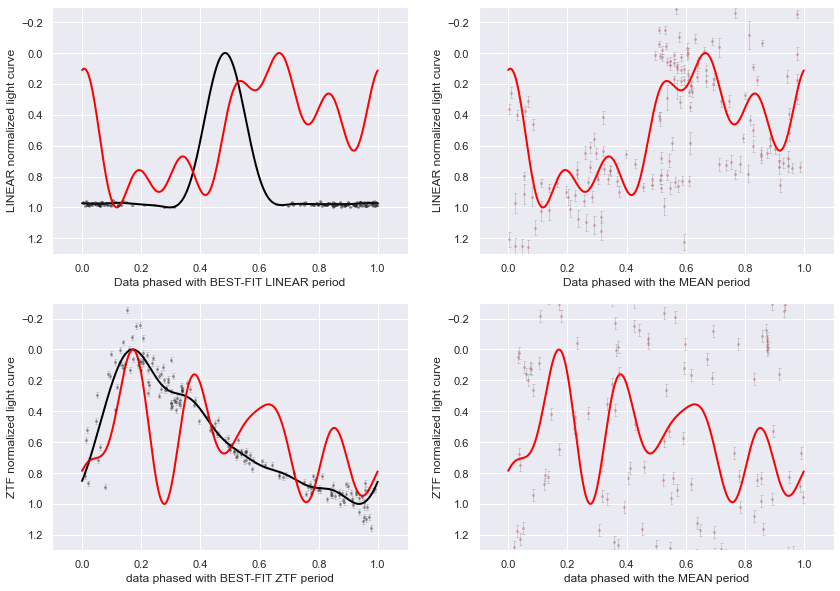 −0.2
0.0
0.2
0.4
0.6
0.8
1.0
1.2
LINEAR normalized light curve
0.0 0.2 0.4 0.6 0.8 1.0
Data phased with BEST-FIT LINEAR period
−0.2
0.0
0.2
0.4
0.6
0.8
1.0
1.2
LINEAR normalized light curve
0.0 0.2 0.4 0.6 0.8 1.0
Data phased with the MEAN period
−0.2
0.0
0.2
0.4
0.6
0.8
1.0
1.2
ZTF normalized light curve
0.0 0.2 0.4 0.6 0.8 1.0
data phased with BEST-FIT ZTF period
−0.2
0.0
0.2
0.4
0.6
0.8
1.0
1.2
ZTF normalized light curve
0.0 0.2 0.4 0.6 0.8 1.0
data phased with the MEAN period